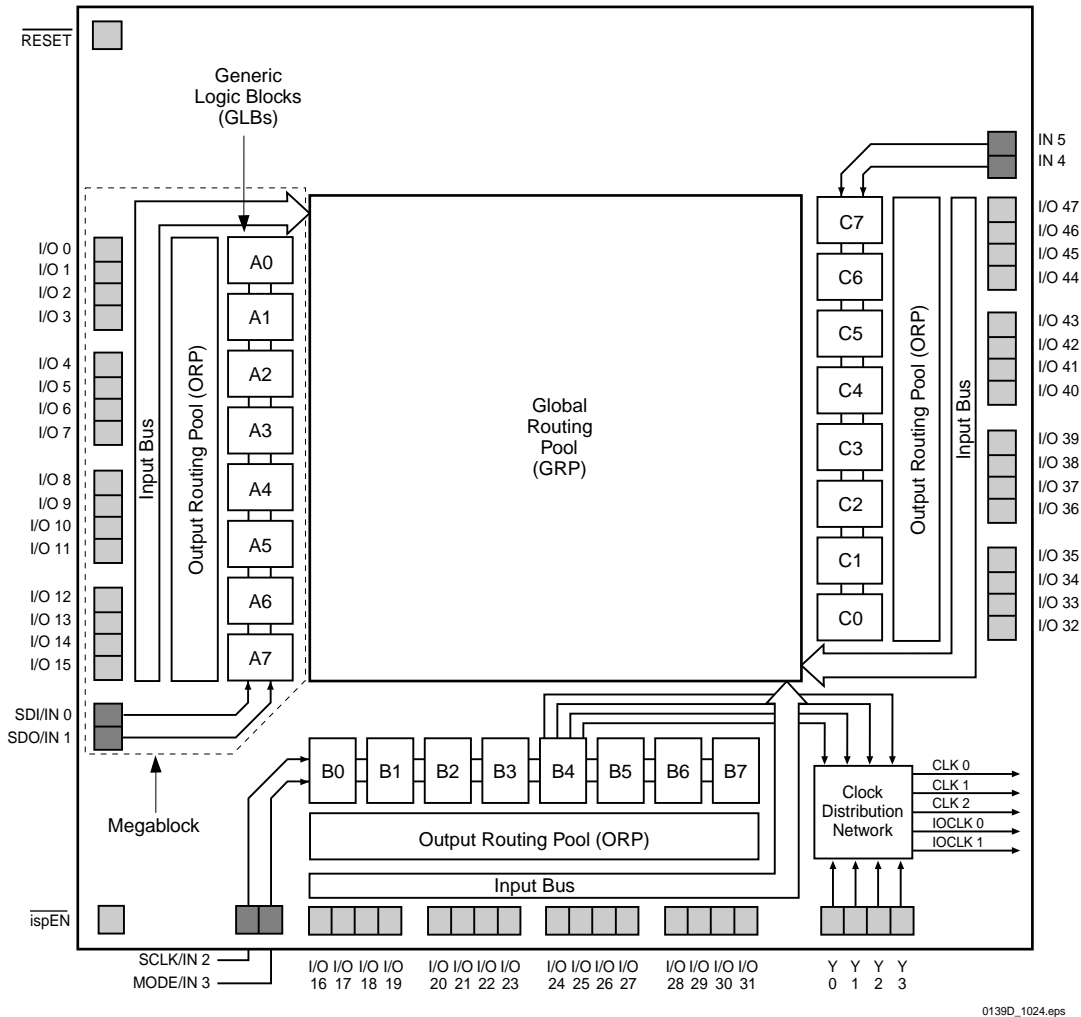 RESET
Generic
Logic Blocks
(GLBs)
IN 5
IN 4
I/O 0
I/O 1
I/O 2
I/O 3
I/O 4
I/O 5
I/O 6
I/O 7
I/O 8
I/O 9
I/O 10
I/O 11
I/O 12
I/O 13
I/O 14
I/O 15
SDI/IN 0
SDO/IN 1
Input Bus
Output Routing Pool (ORP)
A0
A1
A2
A3
A4
A5
A6
A7
Global
Routing
Pool
(GRP)
C7
C6
C5
C4
C3
C2
C1
C0
Output Routing Pool (ORP)
Input Bus
I/O 47
I/O 46
I/O 45
I/O 44
I/O 43
I/O 42
I/O 41
I/O 40
I/O 39
I/O 38
I/O 37
I/O 36
I/O 35
I/O 34
I/O 33
I/O 32
Megablock
B0 B1 B2 B3 B4 B5 B6 B7
Output Routing Pool (ORP)
Input Bus
Clock
Distribution
Network
CLK 0
CLK 1
CLK 2
IOCLK 0
IOCLK 1
ispEN
SCLK/IN 2
MODE/IN 3
I/O I/O I/O I/O I/O I/O I/O I/O I/O I/O I/O I/O I/O I/O I/O I/O Y Y Y Y
16 17 18 19 20 21 22 23 24 25 26 27 28 29 30 31 0 1 2 3
0139D_1024.eps